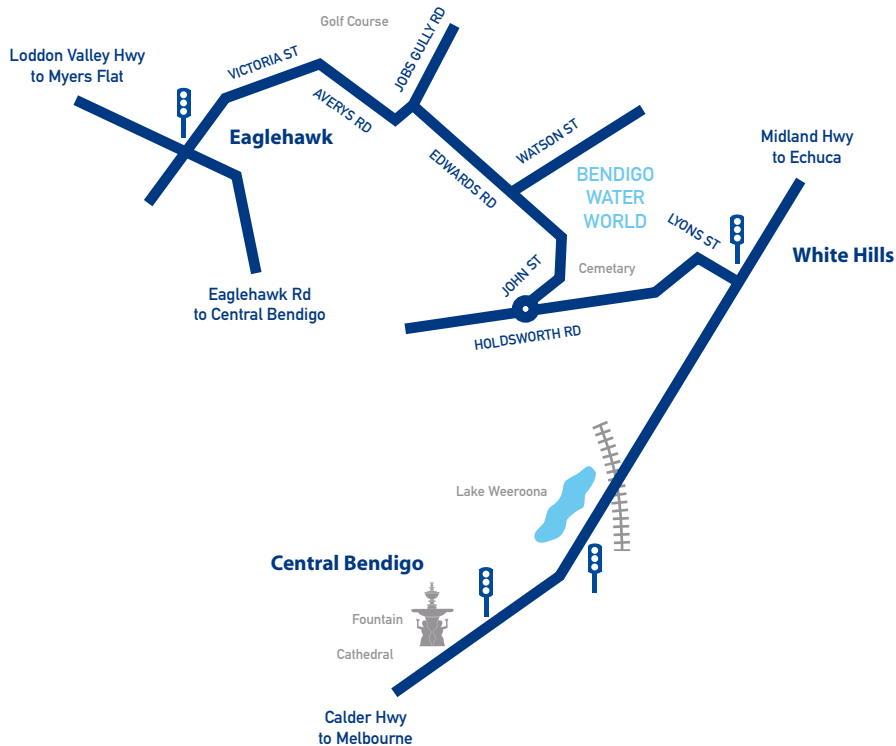 Golf Course
JOBS GULLY RD
Loddon Valley Hwy
to Myers Flat
VICTORIA ST
AVERYS RD
Eaglehawk
WATSON ST
Midland Hwy
to Echuca
EDWARDS RD
BENDIGO
WATER
WORLD
LYONS ST
White Hills
Cemetary
JOHN ST
Eaglehawk Rd
to Central Bendigo
HOLDSWORTH RD
Lake Weeroona
Central Bendigo
Fountain
Cathedral
Calder Hwy
to Melbourne